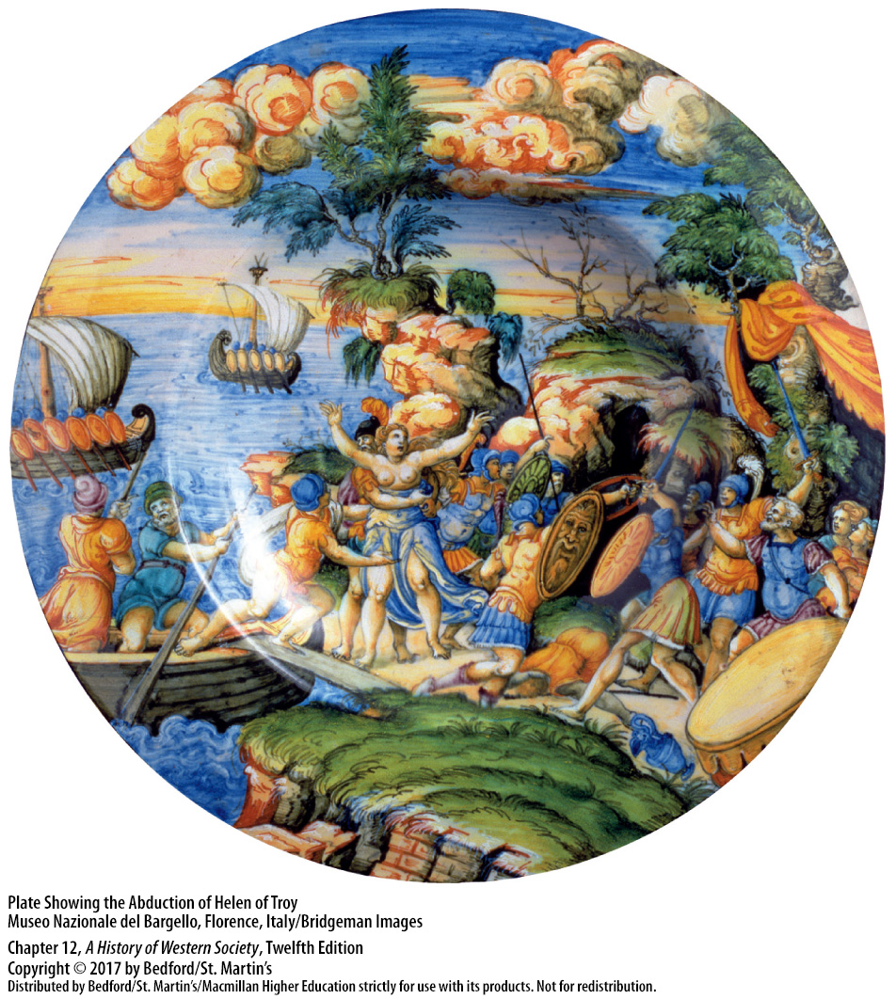 Plate Showing the Abduction of Helen of Troy
Museo Nazionale del Bargello, Florence, Italy/Bridgeman Images
Chapter 12, A History of Western Society, Twelfth Edition
Copyright © 2017 by Bedford/St. Martin's
Distributed by Bedford/St. Martin's/Macmillan Higher Education strictly for use with its products. Not for redistribution.